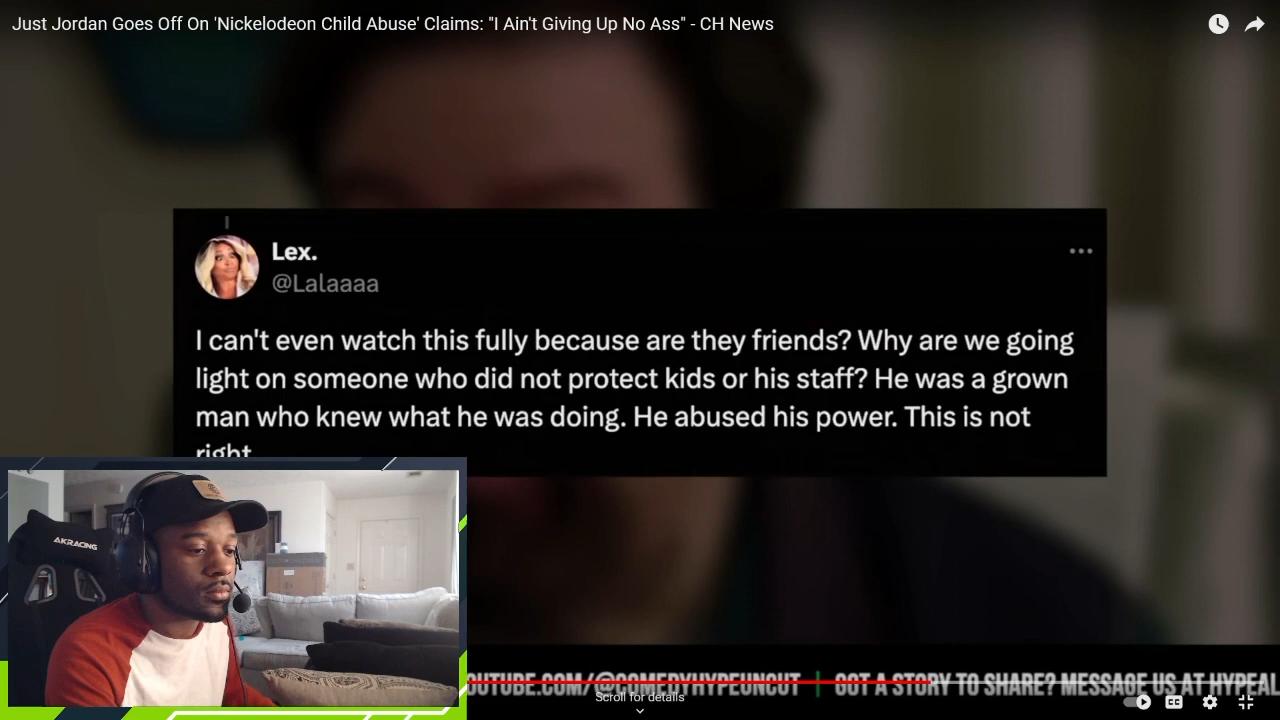 Just Jordan Goes Off On 'Nickelodeon Child Abuse' Claims: "I Ain't Giving Up No Ass" - CH News
Lex.
@Lalaaaa
I can't even watch this fully because are they friends? Why are we going
light on someone who did not protect kids or his staff? He was a grown
man who knew what he was doing. He abused his power. This is not
right
AKRACING
OUTUBE.COM/@COMEDYHYPEUNCUT | GOT A STORY TO SHARE? MESSAGE US AT HYPEAL
Scroll for details
CC